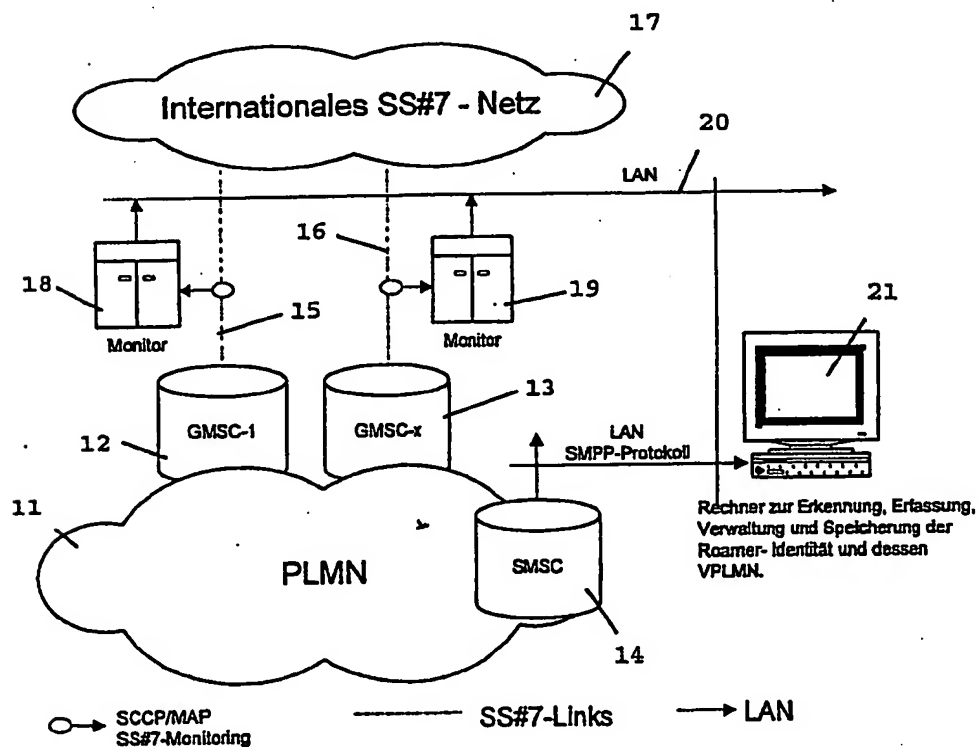 17
Internationales SS#7 - Netz
20
LAN
16
18
15
19
21
Monitor
Monitor
13
GMSC-1
GMSC-x
12
LAN
SMPP-Protokoll
11
Rechner zur Erkennung, Erfassung,
Verwaltung und Speicherung der
Roamer- Identität und dessen
VPLMN.
PLMN
SMSC
14
SCCP/MAP
SS#7-Monitoring
SS#7-Links
LAN